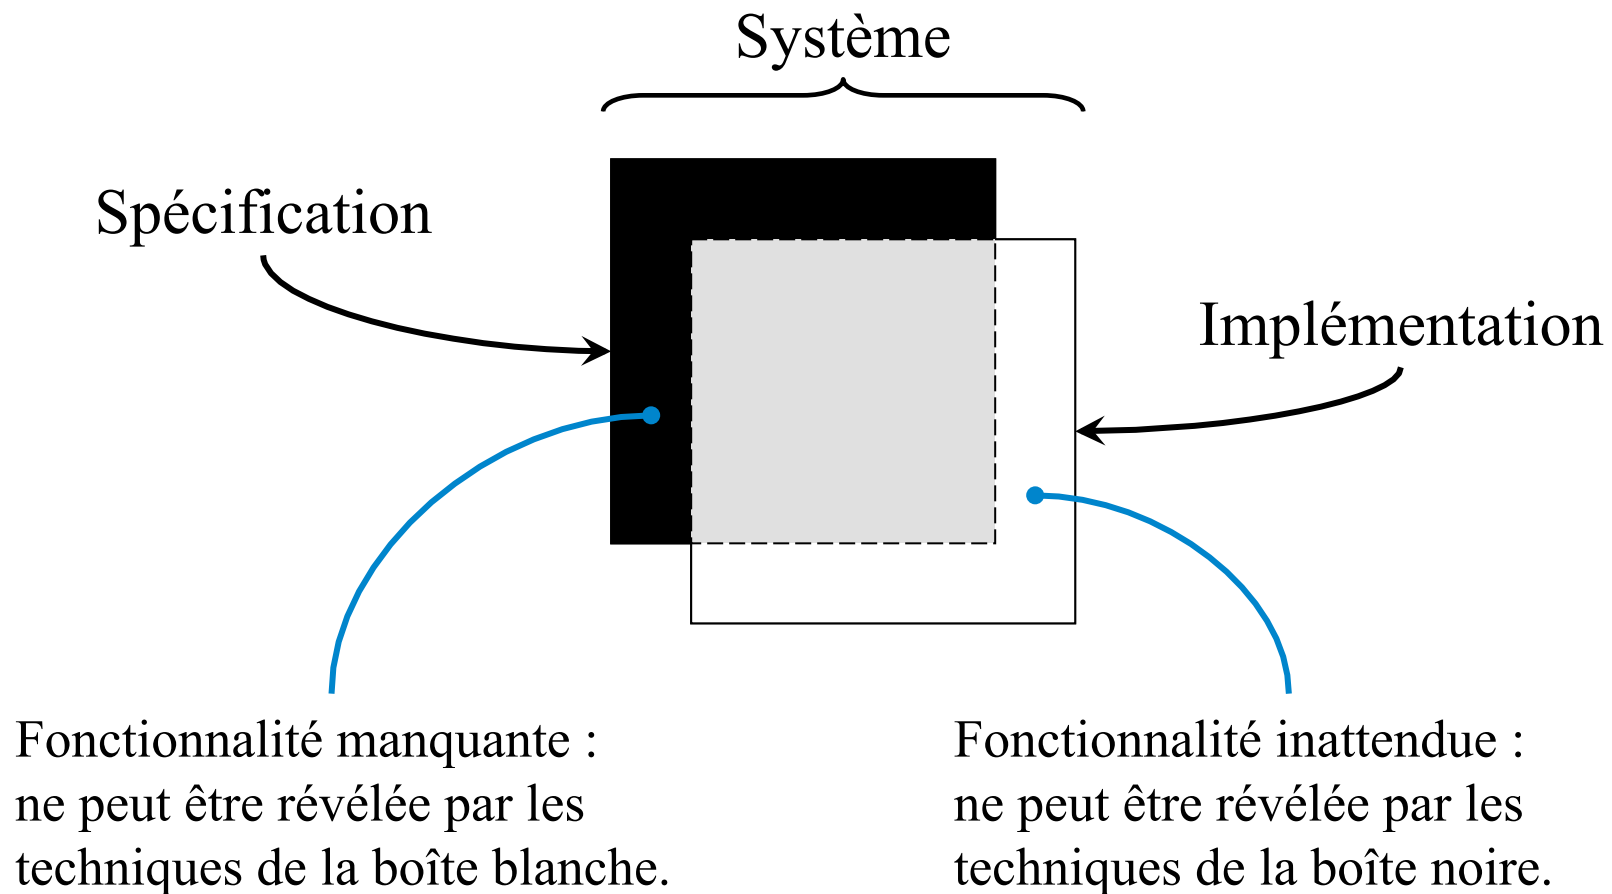 Système
Spécification
Implémentation
Fonctionnalité manquante :
ne peut être révélée par les
techniques de la boîte blanche.
Fonctionnalité inattendue :
ne peut être révélée par les
techniques de la boîte noire.